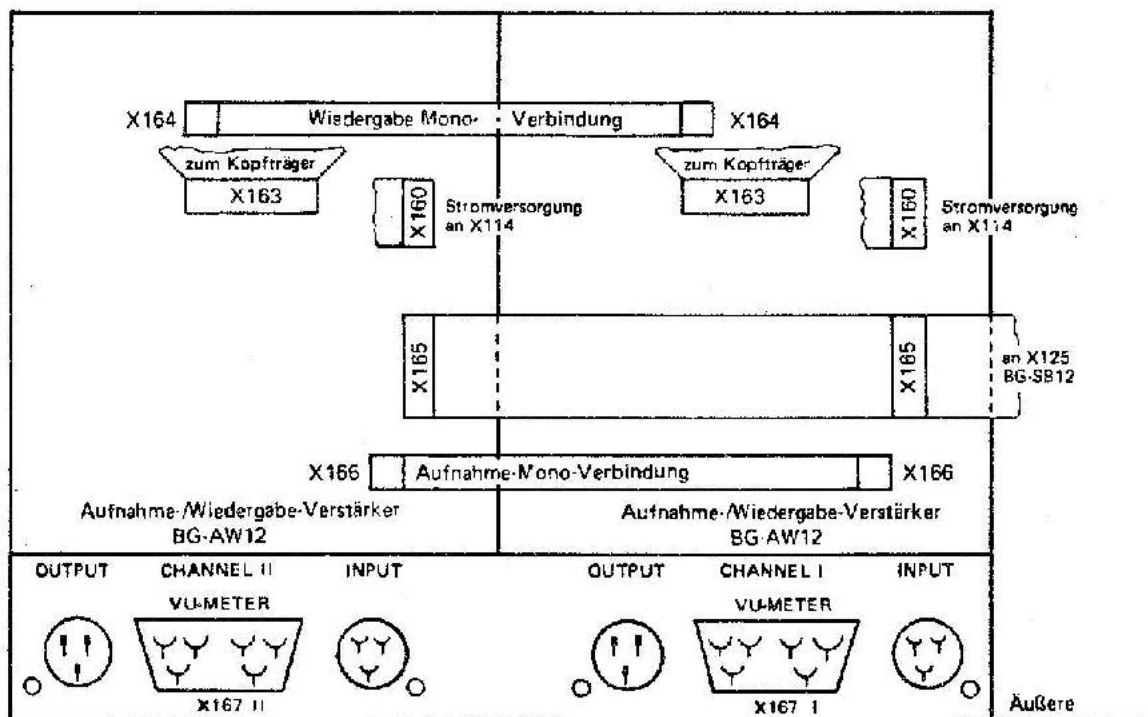 X164 Wiedergabe Mono- Verbindung X164
zum Kopfträger
X163
X160
Stromversorgung
an X114
zum Kopfträger
X163
X160
Stromversorgung
an X114
X165
X165
an X125
BG-SB12
X166 Aufnahme-Mono-Verbindung X166
Aufnahme-/Wiedergabe-Verstärker
BG-AW12
Aufnahme-/Wiedergabe-Verstärker
BG-AW12
OUTPUT CHANNEL II INPUT
VU-METER
X167 II
OUTPUT CHANNEL I INPUT
VU-METER
X167 I
Äußere